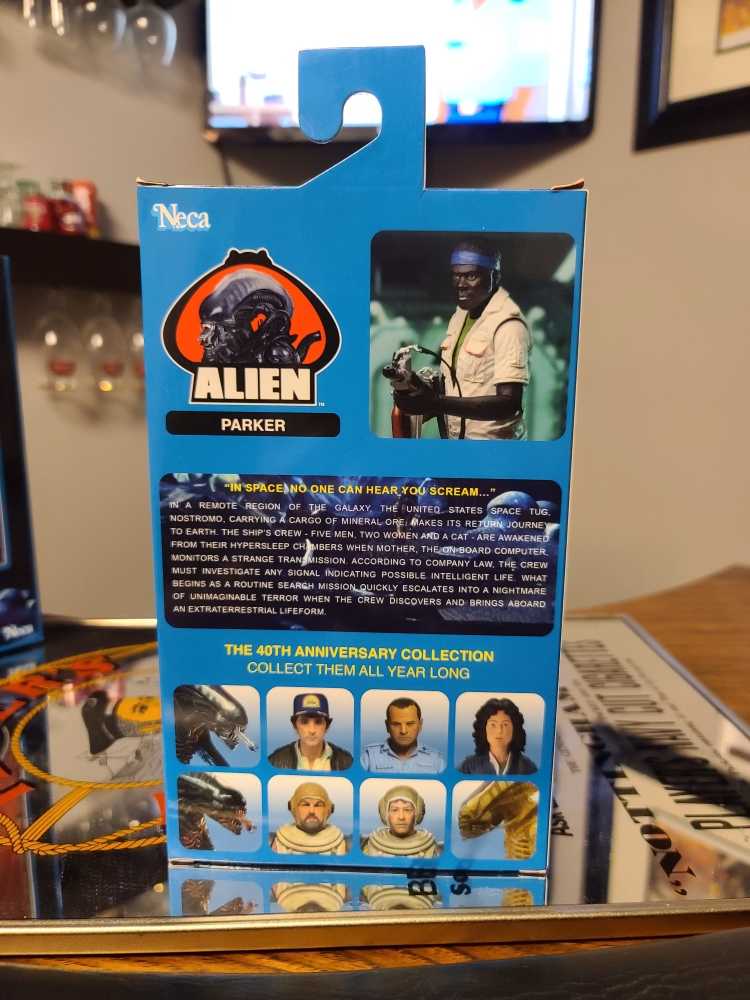 Neca
ALIEN
TM
PARKER
"IN SPACE, NO ONE CAN HEAR YOU SCREAM..."
IN A REMOTE REGION OF THE GALAXY, THE UNITED STATES SPACE TUG,
NOSTROMO, CARRYING A CARGO OF MINERAL ORE, MAKES ITS RETURN JOURNEY
TO EARTH. THE SHIP'S CREW - FIVE MEN, TWO WOMEN AND A CAT - ARE AWAKENED
FROM THEIR HYPERSLEEP CHAMBERS WHEN MOTHER, THE ON-BOARD COMPUTER,
MONITORS A STRANGE TRANSMISSION. ACCORDING TO COMPANY LAW, THE CREW
MUST INVESTIGATE ANY SIGNAL INDICATING POSSIBLE INTELLIGENT LIFE. WHAT
BEGINS AS A ROUTINE SEARCH MISSION QUICKLY ESCALATES INTO A NIGHTMARE
OF UNIMAGINABLE TERROR WHEN THE CREW DISCOVERS AND BRINGS ABOARD
AN EXTRATERRESTRIAL LIFEFORM.
THE 40TH ANNIVERSARY COLLECTION
COLLECT THEM ALL YEAR LONG
Neca